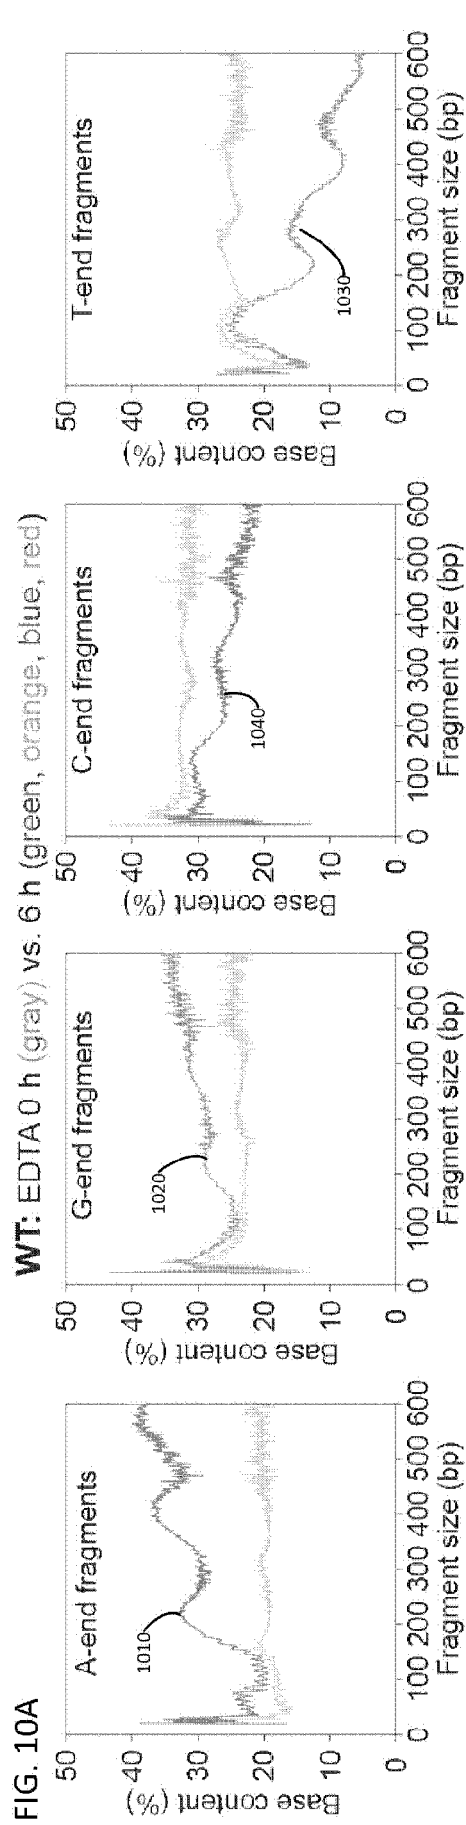 FIG. 10A
WT: EDTA 0 h (gray) vs. 6 h (green, orange, blue, red)
A-end fragments
1010
50
40
30
20
10
0
Base content (%)
0 100 200 300 400 500 600
Fragment size (bp)
G-end fragments
1020
50
40
30
20
10
0
Base content (%)
0 100 200 300 400 500 600
Fragment size (bp)
C-end fragments
1040
50
40
30
20
10
0
Base content (%)
0 100 200 300 400 500 600
Fragment size (bp)
T-end fragments
1030
50
40
30
20
10
0
Base content (%)
0 100 200 300 400 500 600
Fragment size (bp)